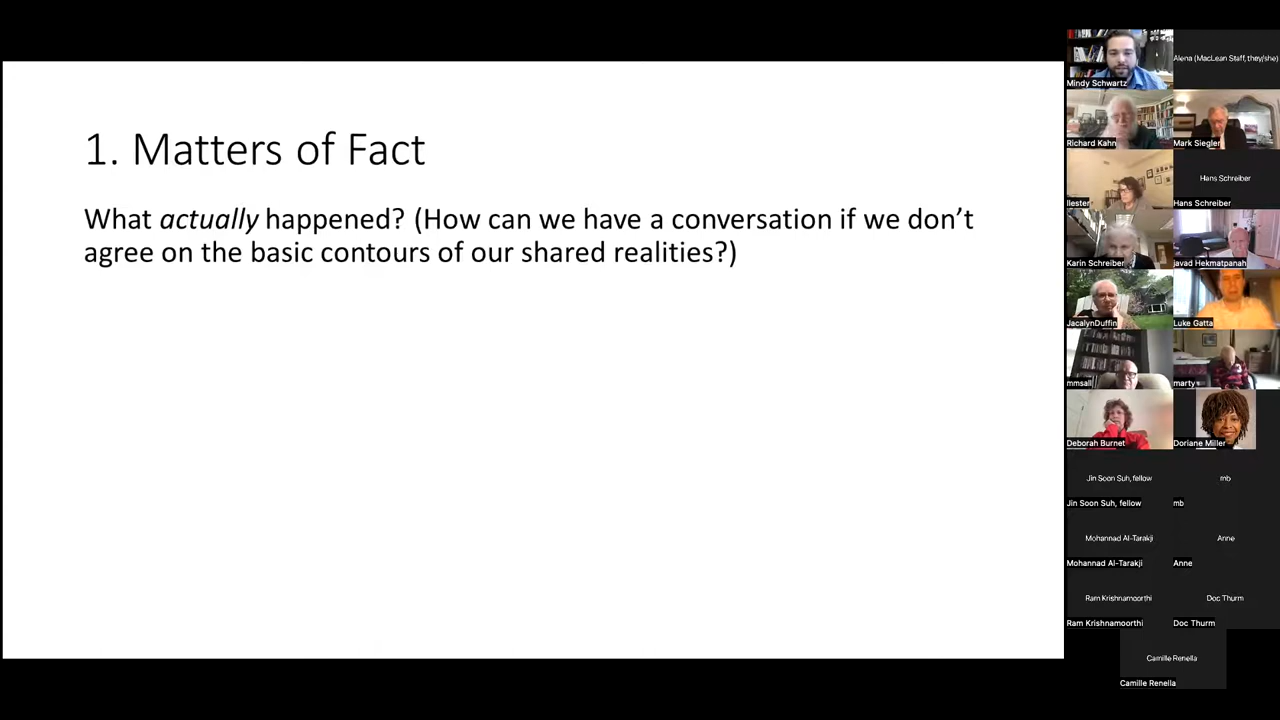 1. Matters of Fact
What actually happened? (How can we have a conversation if we don’t
agree on the basic contours of our shared realities?)
Mindy Schwartz
Alena (MacLean Staff, they/she)
Richard Kahn
Mark Siegler
llester
Hans Schreiber
Hans Schreiber
Karin Schreiber
javad Hekmatpanah
JacalynDuffin
Luke Gatta
mmsall
marty
Deborah Burnet
Doriane Miller
Jin Soon Suh, fellow
mb
Jin Soon Suh, fellow
mb
Mohannad Al-Tarakji
Anne
Mohannad Al-Tarakji
Anne
Ram Krishnamoorthi
Doc Thurm
Ram Krishnamoorthi
Doc Thurm
Camille Renella
Camille Renella